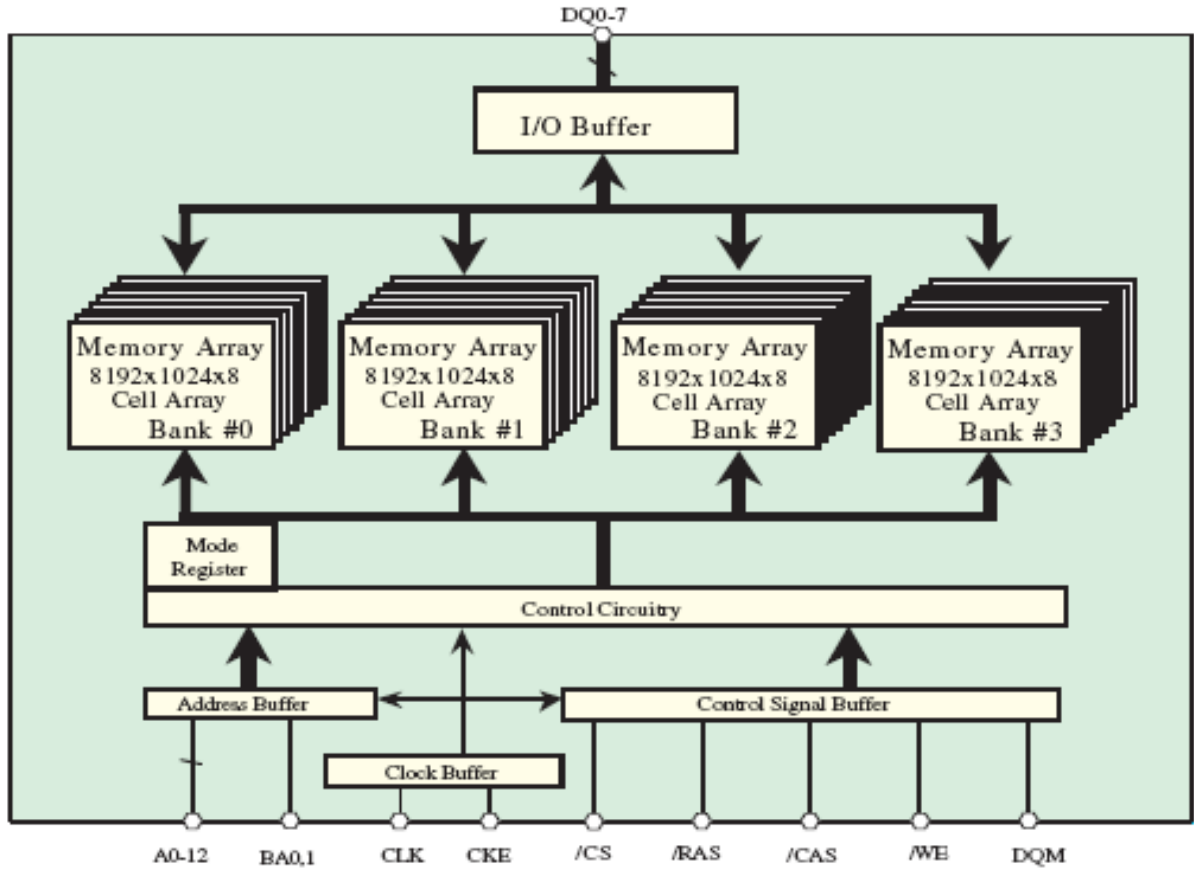 DQ0-7
I/O Buffer
Memory Array
8192x1024x8
Cell Array
Bank #0
Memory Array
8192x1024x8
Cell Array
Bank #1
Memory Array
8192x1024x8
Cell Array
Bank #2
Memory Array
8192x1024x8
Cell Array
Bank #3
Mode
Register
Control Circuitry
Address Buffer
Control Signal Buffer
Clock Buffer
A0-12
BA0,1
CLK
CKE
/CS
/RAS
/CAS
/WE
DQM